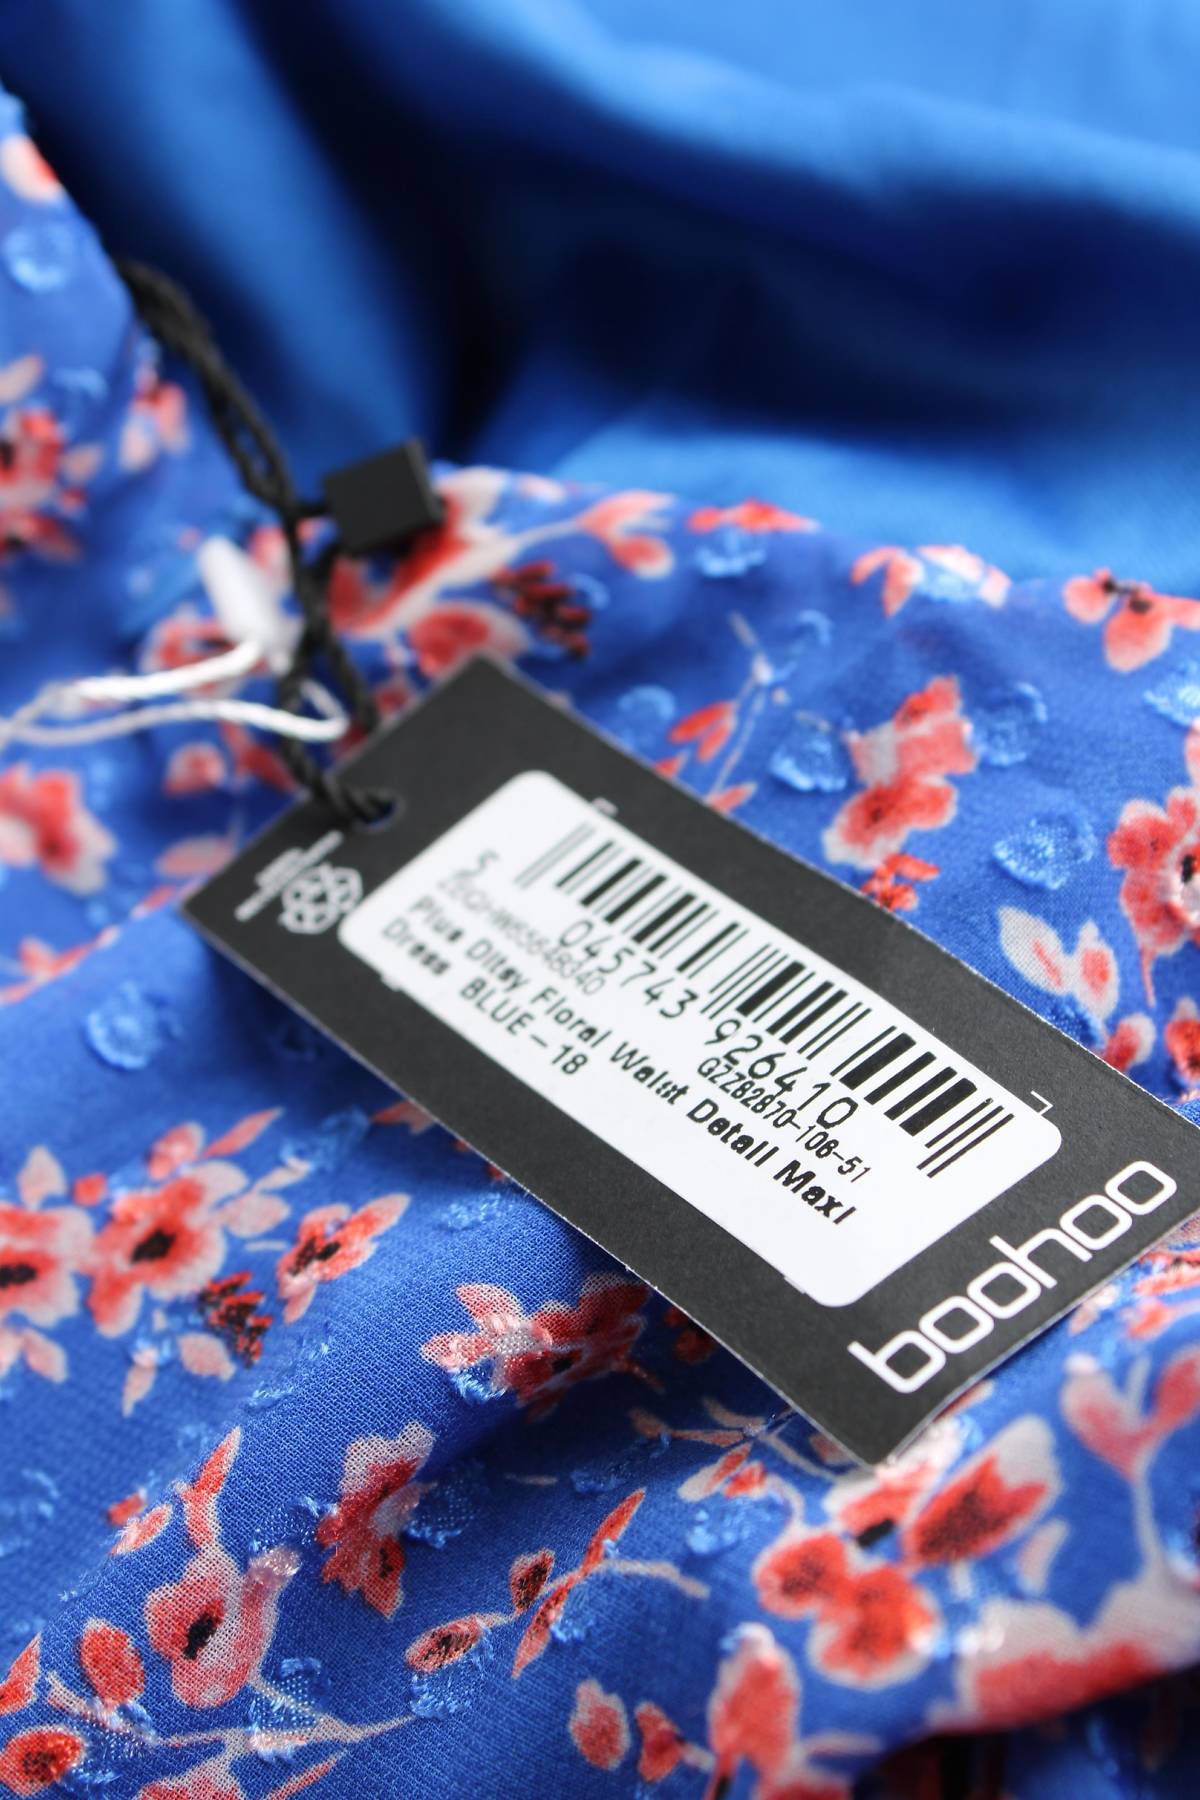 5
045743 926410
GZZ82870-106-51
Plus Ditsy Floral Waist Detail Maxi
Dress BLUE-18
boohoo